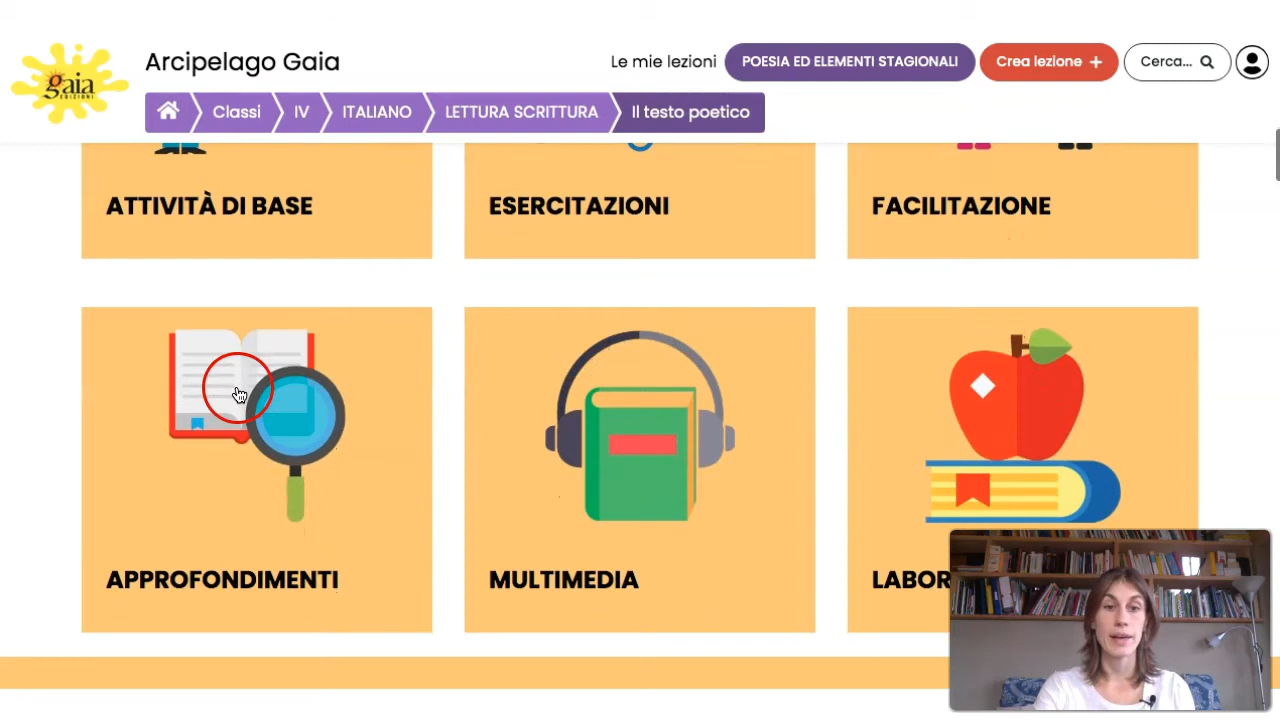 gaia
EDIZIONI
Arcipelago Gaia
Le mie lezioni
POESIA ED ELEMENTI STAGIONALI
Crea lezione +
Cerca...
Classi
IV
ITALIANO
LETTURA SCRITTURA
Il testo poetico
ATTIVITÀ DI BASE
ESERCITAZIONI
FACILITAZIONE
APPROFONDIMENTI
MULTIMEDIA
LABOR